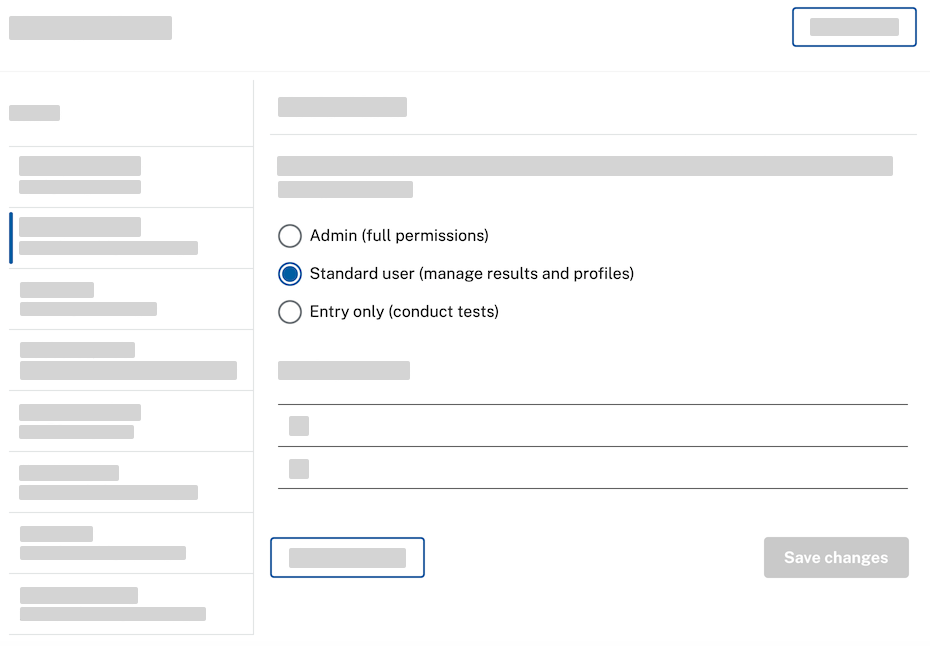 Admin (full permissions)
Standard user (manage results and profiles)
Entry only (conduct tests)
Save changes